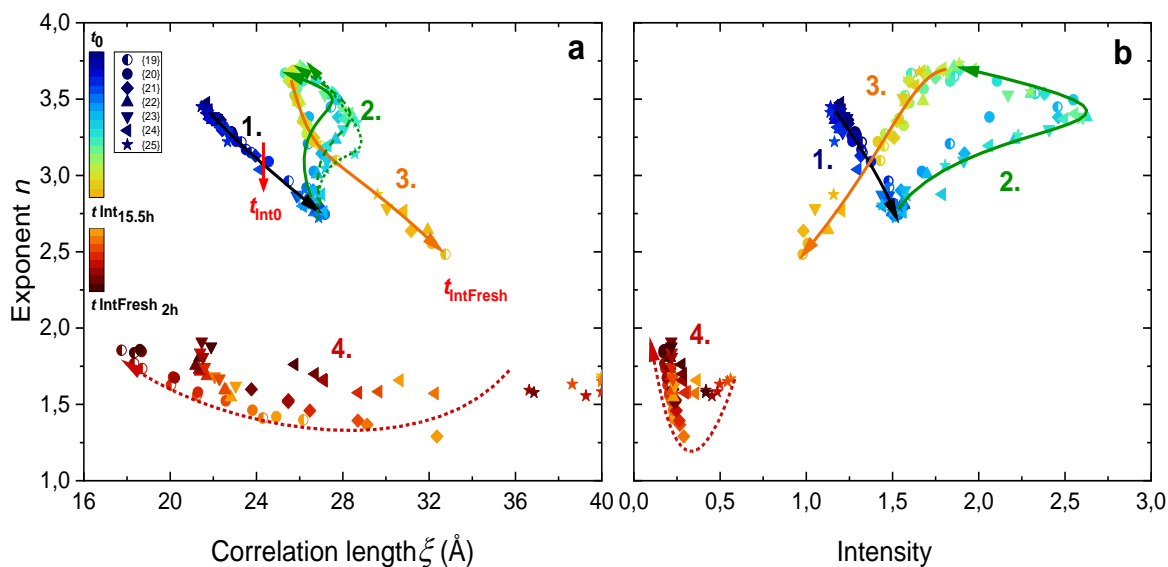 4,0
3,5
3,0
2,5
2,0
1,5
1,0
Exponent n
t0
{19}
{20}
{21}
{22}
{23}
{24}
{25}
t Int15.5h
t IntFresh 2h
a
1.
2.
3.
4.
tInt0
tIntFresh
16 20 24 28 32 36 40
Correlation length ξ (Å)
b
1.
2.
3.
4.
0,0 0,5 1,0 1,5 2,0 2,5 3,0
Intensity